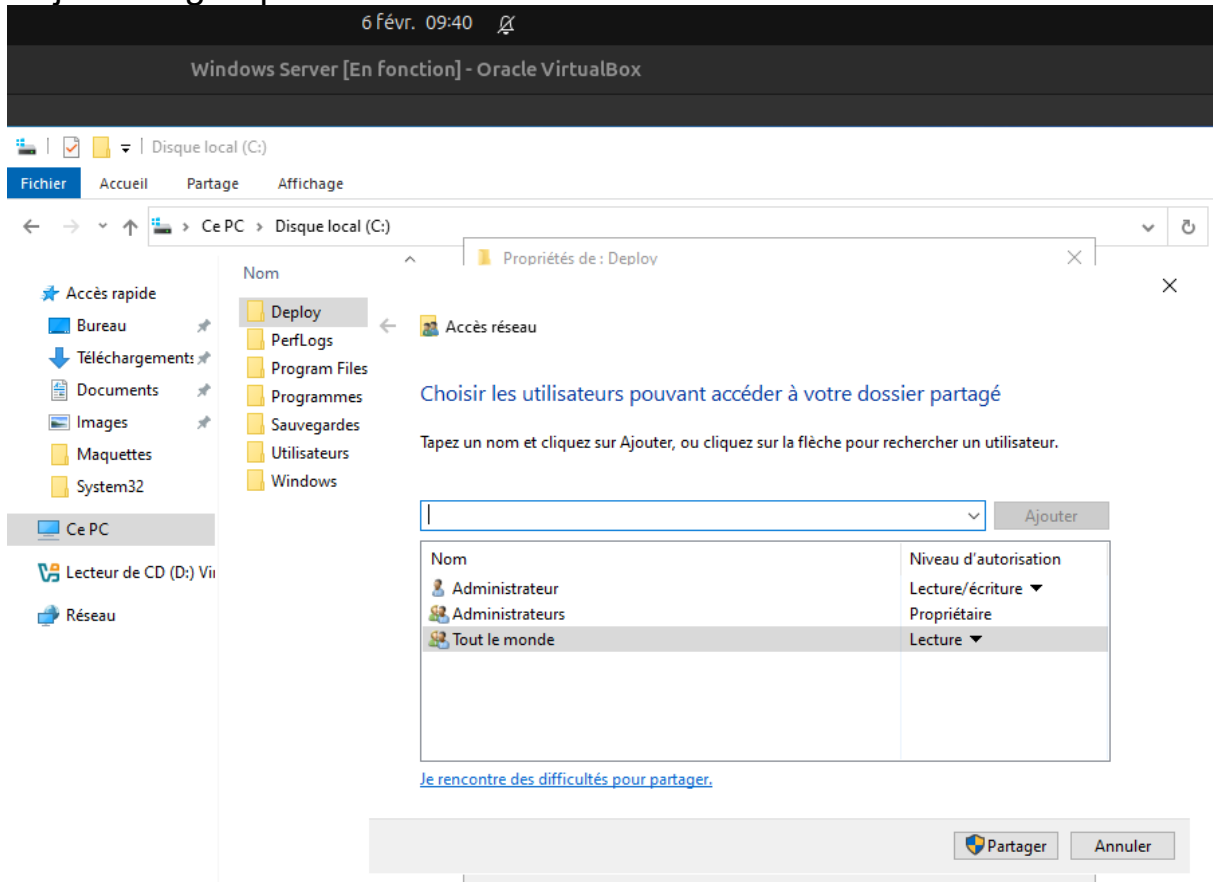 6 févr. 09:40
Windows Server [En fonction] - Oracle VirtualBox
Disque local (C:)
Fichier Accueil Partage Affichage
Ce PC > Disque local (C:)
Propriétés de : Deploy
Nom
Accès rapide
Bureau
Téléchargements
Documents
Images
Maquettes
System32
Ce PC
Lecteur de CD (D:)
Réseau
Deploy
PerfLogs
Program Files
Programmes
Sauvegardes
Utilisateurs
Windows
Accès réseau
Choisir les utilisateurs pouvant accéder à votre dossier partagé
Tapez un nom et cliquez sur Ajouter, ou cliquez sur la flèche pour rechercher un utilisateur.
Ajouter
Nom Niveau d'autorisation
Administrateur Lecture/écriture
Administrateurs Propriétaire
Tout le monde Lecture
Je rencontre des difficultés pour partager.
Partager Annuler